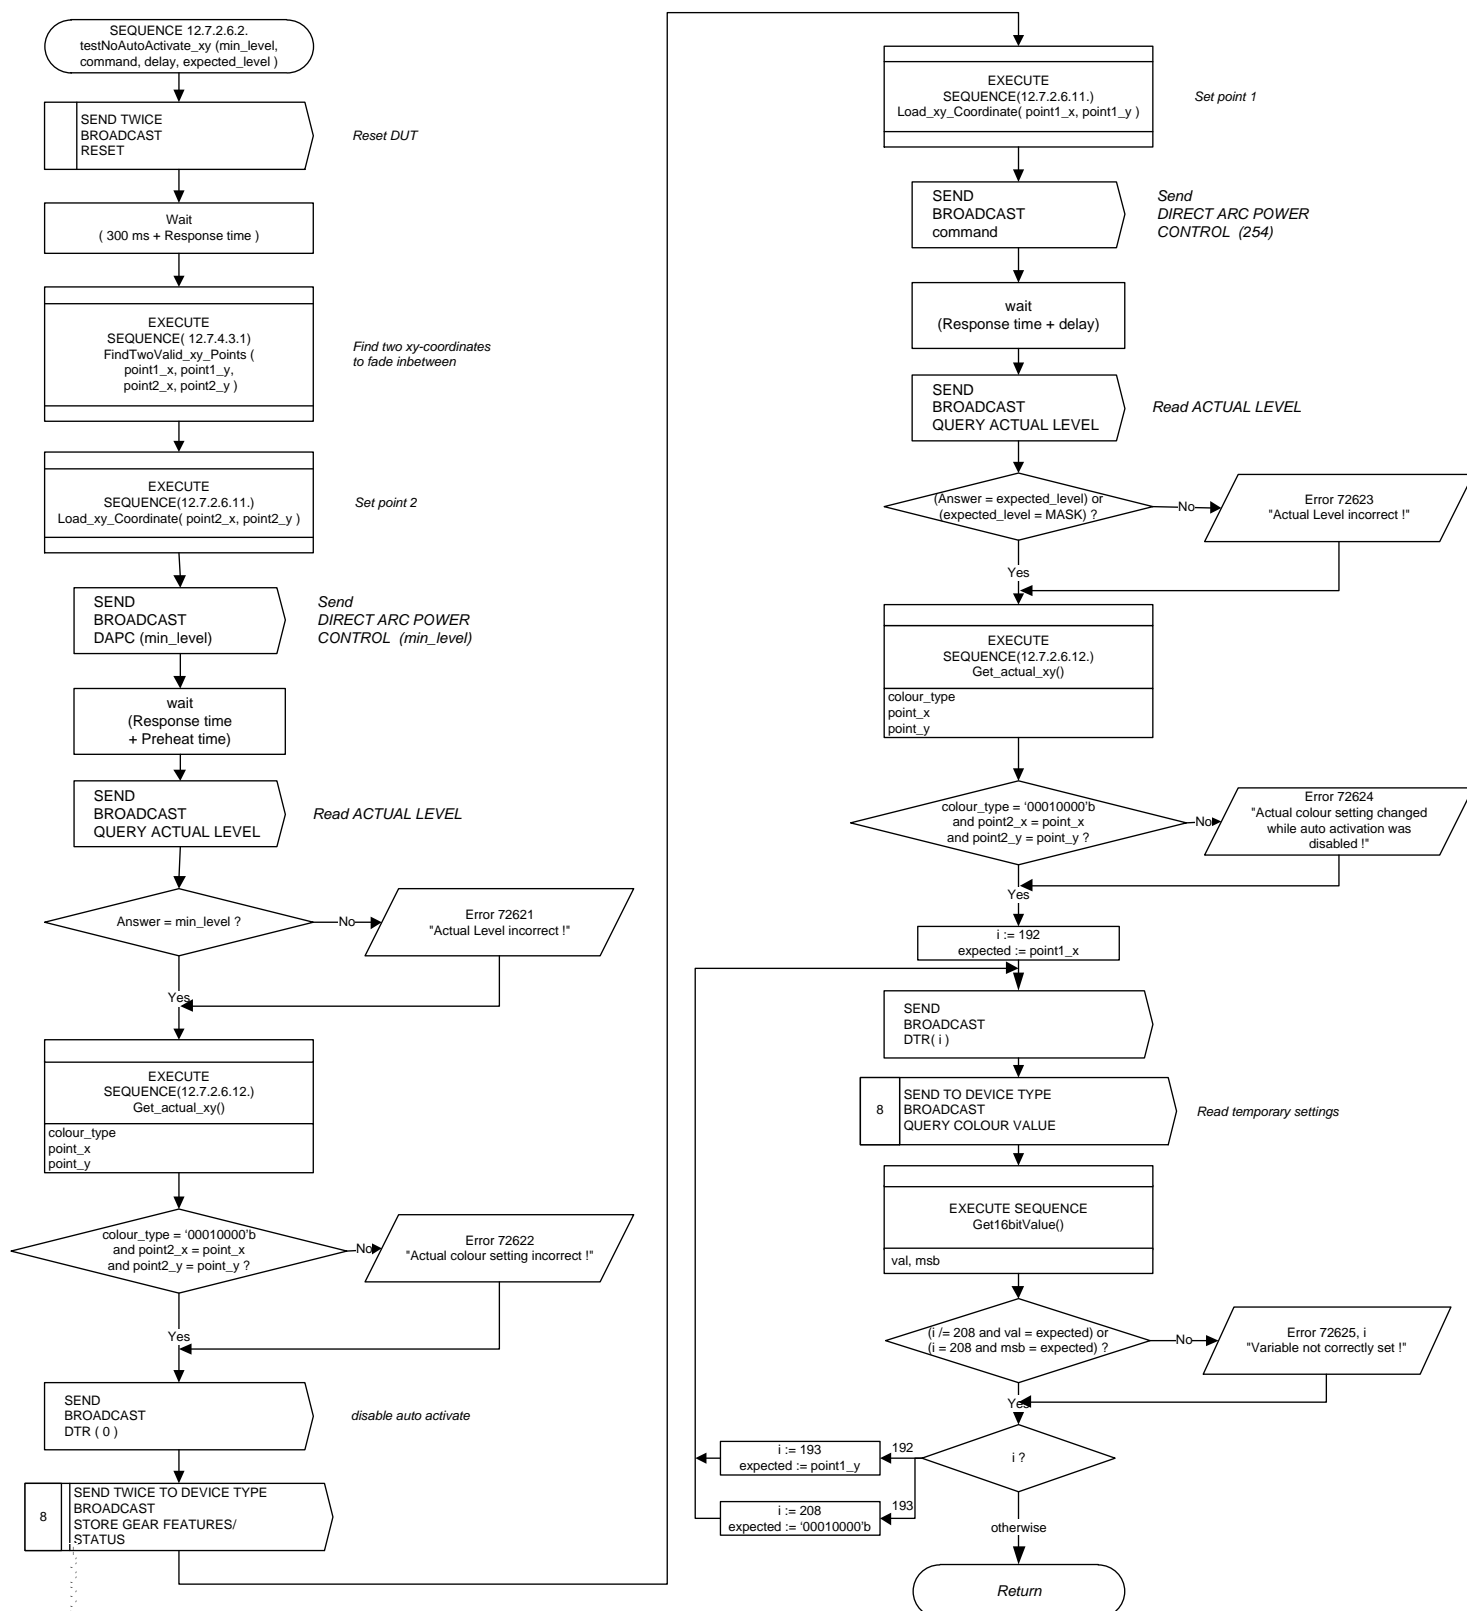 SEQUENCE 12.7.2.6.2.
testNoAutoActivate_xy (min_level,
command, delay, expected_level )
SEND TWICE
BROADCAST
RESET
Reset DUT
Wait
( 300 ms + Response time )
EXECUTE
SEQUENCE( 12.7.4.3.1)
FindTwoValid_xy_Points (
point1_x, point1_y,
point2_x, point2_y )
Find two xy-coordinates
to fade inbetween
EXECUTE
SEQUENCE(12.7.2.6.11.)
Load_xy_Coordinate( point2_x, point2_y )
Set point 2
SEND
BROADCAST
DAPC (min_level)
Send
DIRECT ARC POWER
CONTROL (min_level)
wait
(Response time
+ Preheat time)
SEND
BROADCAST
QUERY ACTUAL LEVEL
Read ACTUAL LEVEL
Answer = min_level ?
No
Error 72621
"Actual Level incorrect !"
Yes
EXECUTE
SEQUENCE(12.7.2.6.12.)
Get_actual_xy()
colour_type
point_x
point_y
colour_type = ‘00010000’b
and point2_x = point_x
and point2_y = point_y ?
No
Error 72622
"Actual colour setting incorrect !"
Yes
SEND
BROADCAST
DTR ( 0 )
disable auto activate
8
SEND TWICE TO DEVICE TYPE
BROADCAST
STORE GEAR FEATURES/
STATUS
EXECUTE
SEQUENCE(12.7.2.6.11.)
Load_xy_Coordinate( point1_x, point1_y )
Set point 1
SEND
BROADCAST
command
Send
DIRECT ARC POWER
CONTROL (254)
wait
(Response time + delay)
SEND
BROADCAST
QUERY ACTUAL LEVEL
Read ACTUAL LEVEL
(Answer = expected_level) or
(expected_level = MASK) ?
No
Error 72623
"Actual Level incorrect !"
Yes
EXECUTE
SEQUENCE(12.7.2.6.12.)
Get_actual_xy()
colour_type
point_x
point_y
colour_type = ‘00010000’b
and point2_x = point_x
and point2_y = point_y ?
No
Error 72624
"Actual colour setting changed
while auto activation was
disabled !"
Yes
i := 192
expected := point1_x
SEND
BROADCAST
DTR( i )
8
SEND TO DEVICE TYPE
BROADCAST
QUERY COLOUR VALUE
Read temporary settings
EXECUTE SEQUENCE
Get16bitValue()
val, msb
(i /= 208 and val = expected) or
(i = 208 and msb = expected) ?
No
Error 72625, i
"Variable not correctly set !"
Yes
i ?
192
i := 193
expected := point1_y
193
i := 208
expected := ‘00010000’b
otherwise
Return